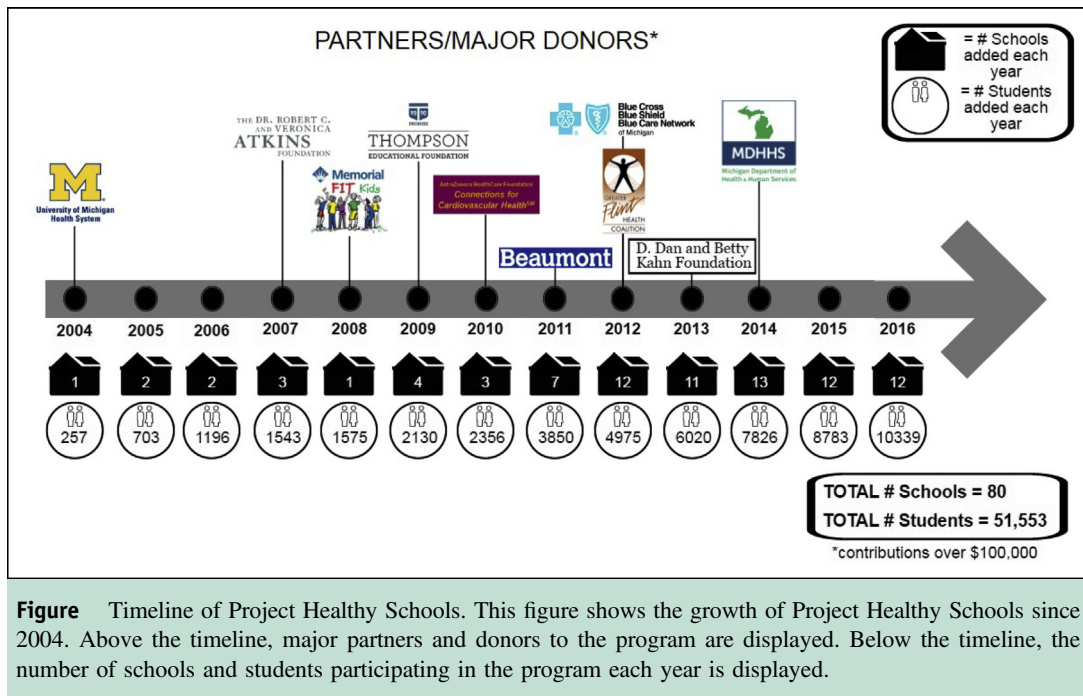 PARTNERS/MAJOR DONORS*
= # Schools
added each
year
= # Students
added each
year
M
University of Michigan
Health System
THE DR. ROBERT C.
AND VERONICA
ATKINS
FOUNDATION
Memorial
FIT Kids
PROMISE
THOMPSON
EDUCATIONAL FOUNDATION
AstraZeneca HealthCare Foundation
Connections for
Cardiovascular Health
Beaumont
Blue Cross
Blue Shield
Blue Care Network
of Michigan
GREATER
Flint
HEALTH
COALITION
D. Dan and Betty
Kahn Foundation
MDHHS
Michigan Department of
Health & Human Services
2004 2005 2006 2007 2008 2009 2010 2011 2012 2013 2014 2015 2016
1 2 2 3 1 4 3 7 12 11 13 12 12
257 703 1196 1543 1575 2130 2356 3850 4975 6020 7826 8783 10339
TOTAL # Schools = 80
TOTAL # Students = 51,553
*contributions over $100,000
Figure Timeline of Project Healthy Schools. This figure shows the growth of Project Healthy Schools since
2004. Above the timeline, major partners and donors to the program are displayed. Below the timeline, the
number of schools and students participating in the program each year is displayed.